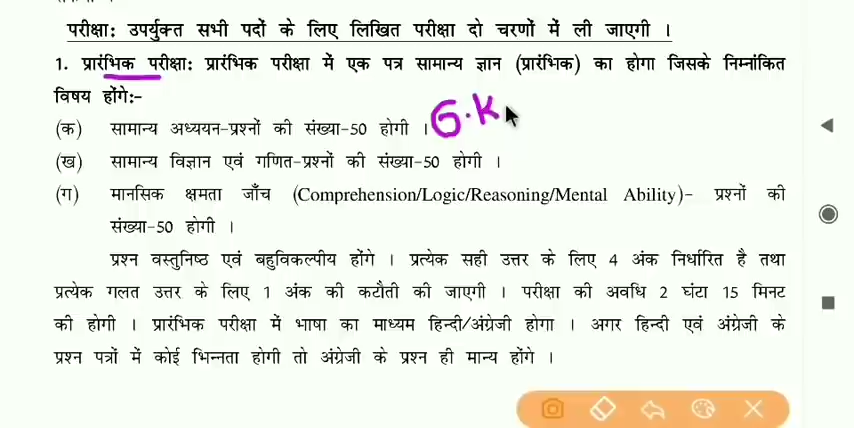 परीक्षा: उपर्युक्त सभी पदों के लिए लिखित परीक्षा दो चरणों में ली जाएगी ।
1. प्रारंभिक परीक्षा: प्रारंभिक परीक्षा में एक पत्र सामान्य ज्ञान (प्रारंभिक) का होगा जिसके निम्नांकित
विषय होंगे:-
(क) सामान्य अध्ययन-प्रश्नों की संख्या-50 होगी । G.K
(ख) सामान्य विज्ञान एवं गणित-प्रश्नों की संख्या-50 होगी ।
(ग) मानसिक क्षमता जाँच (Comprehension/Logic/Reasoning/Mental Ability)- प्रश्नों की
संख्या-50 होगी ।
प्रश्न वस्तुनिष्ठ एवं बहुविकल्पीय होंगे । प्रत्येक सही उत्तर के लिए 4 अंक निर्धारित है तथा
प्रत्येक गलत उत्तर के लिए 1 अंक की कटौती की जाएगी । परीक्षा की अवधि 2 घंटा 15 मिनट
की होगी । प्रारंभिक परीक्षा में भाषा का माध्यम हिन्दी/अंग्रेजी होगा । अगर हिन्दी एवं अंग्रेजी के
प्रश्न पत्रों में कोई भिन्नता होगी तो अंग्रेजी के प्रश्न ही मान्य होंगे ।